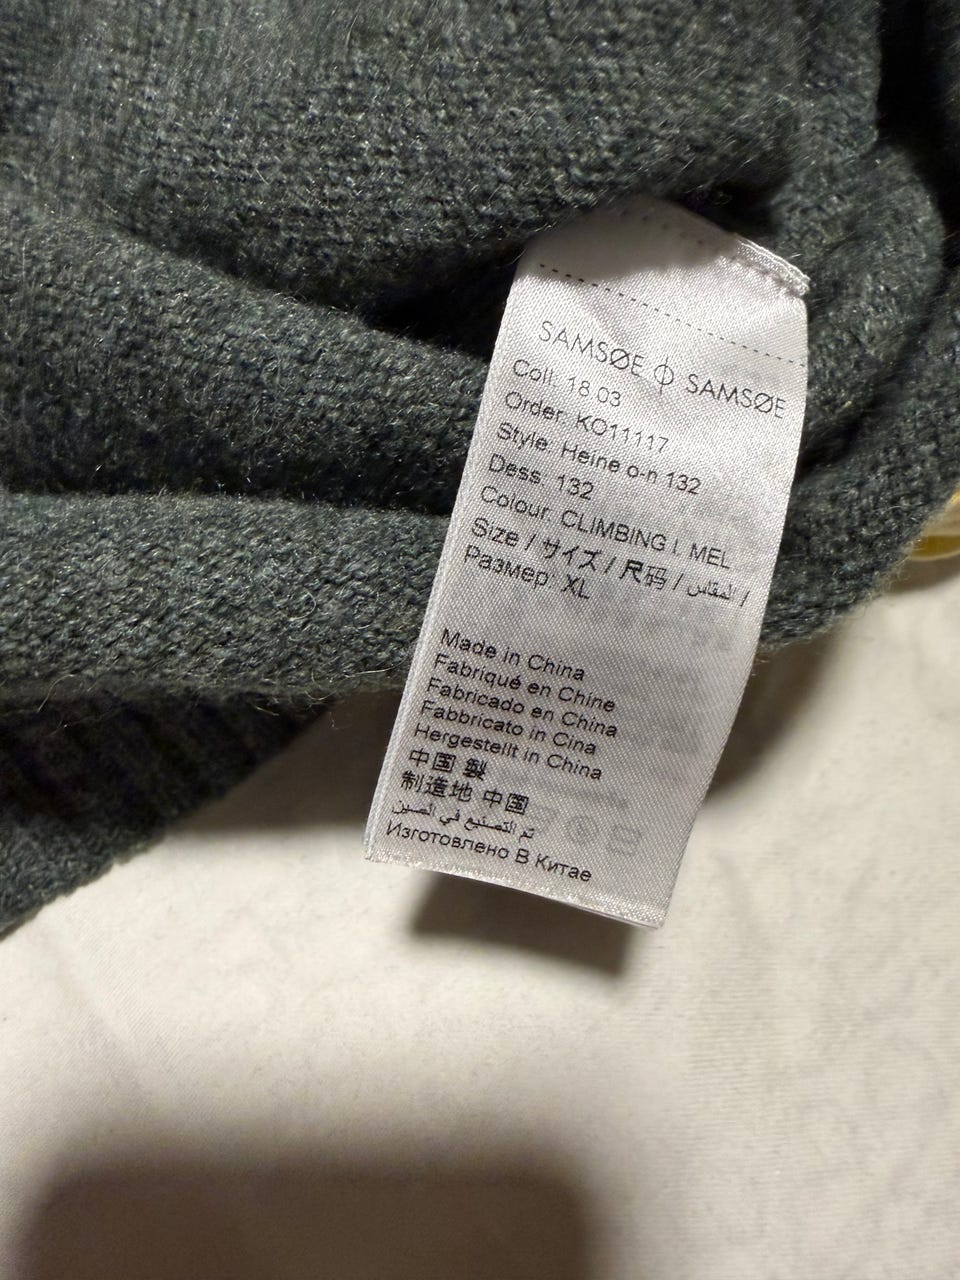 SAMSØE ϕ SAMSØE
Coll: 18 03
Order: KO11117
Style: Heine o-n 132
Dess: 132
Colour: CLIMBING I. MEL
Size / サイズ / 尺码 / المقاس /
Размер XL
Made in China
Fabriqué en Chine
Fabricado en China
Fabbricato in Cina
Hergestellt in China
中国 製
制造地 中国
تم التصنيع في الصين
Изготовлено В Китае